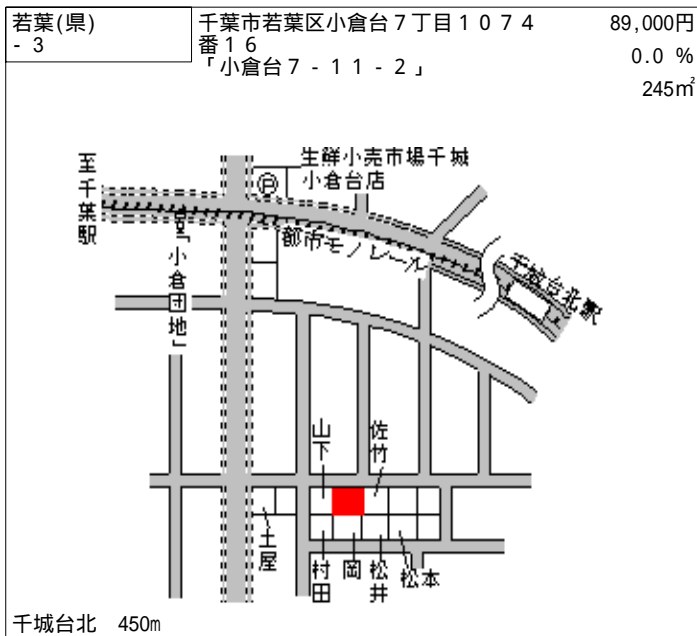 若葉(県)
- 3
千葉市若葉区小倉台７丁目１０７４
番１６
「小倉台７－１１－２」
89,000円
0.0 %
245㎡
生鮮小売市場千城
小倉台店
至千葉駅
Ⓟ
都市モノレール
千城台北駅
「小倉団地」
山下
佐竹
土屋
村田
岡
松井
松本
千城台北 450m